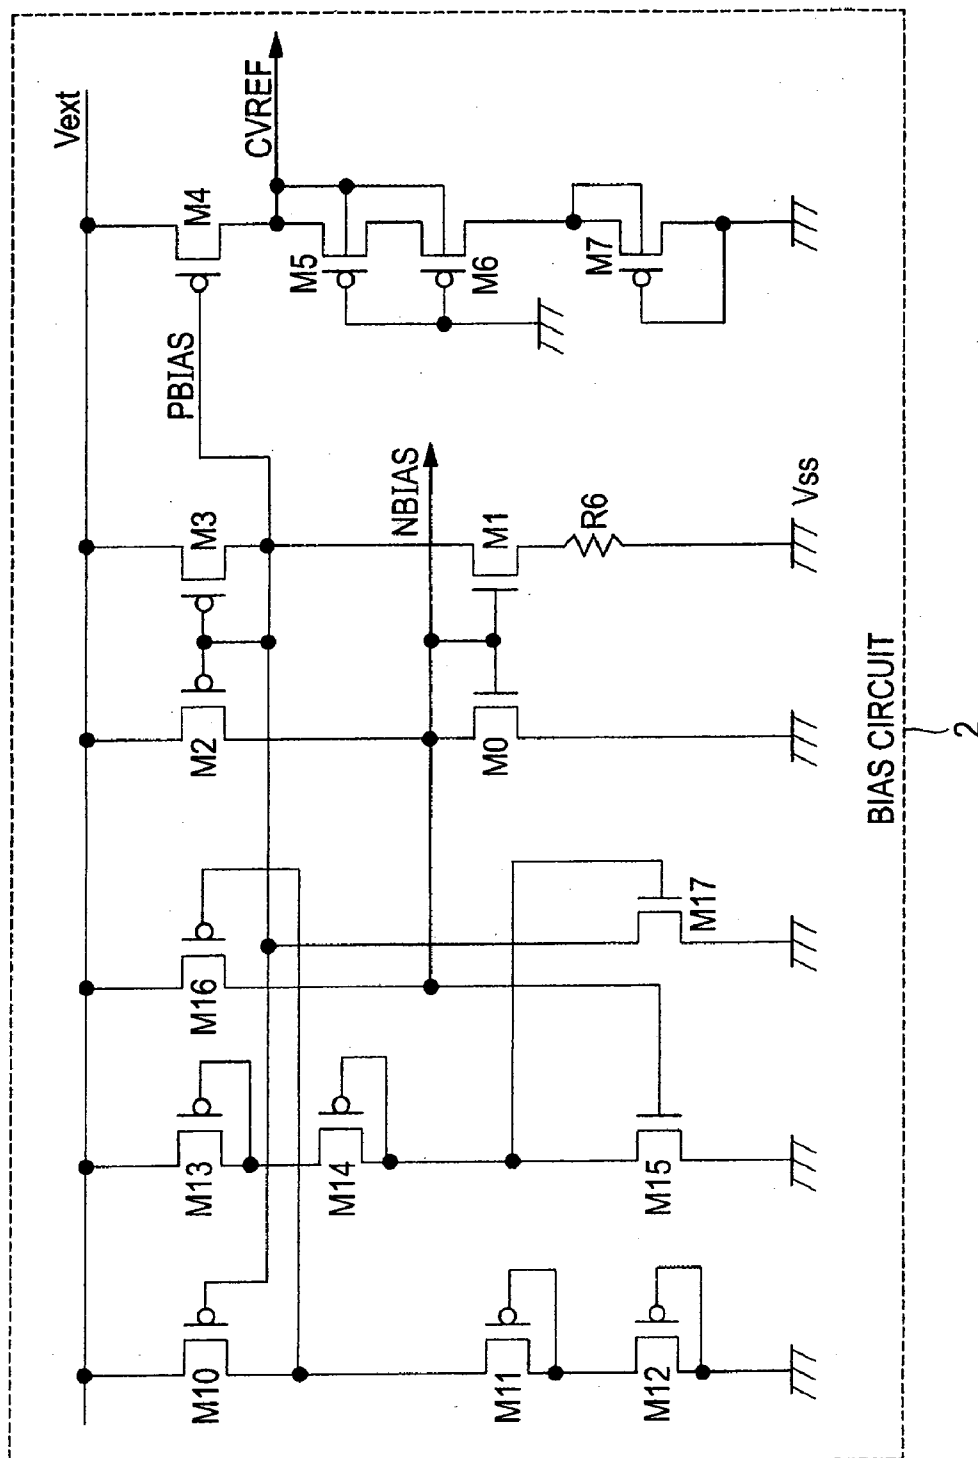 Vext
CVREF
M4
M5
M6
M7
PBIAS
NBIAS
M3
M1
R6
Vss
M2
M0
M16
M17
M13
M14
M15
M10
M11
M12
BIAS CIRCUIT
2